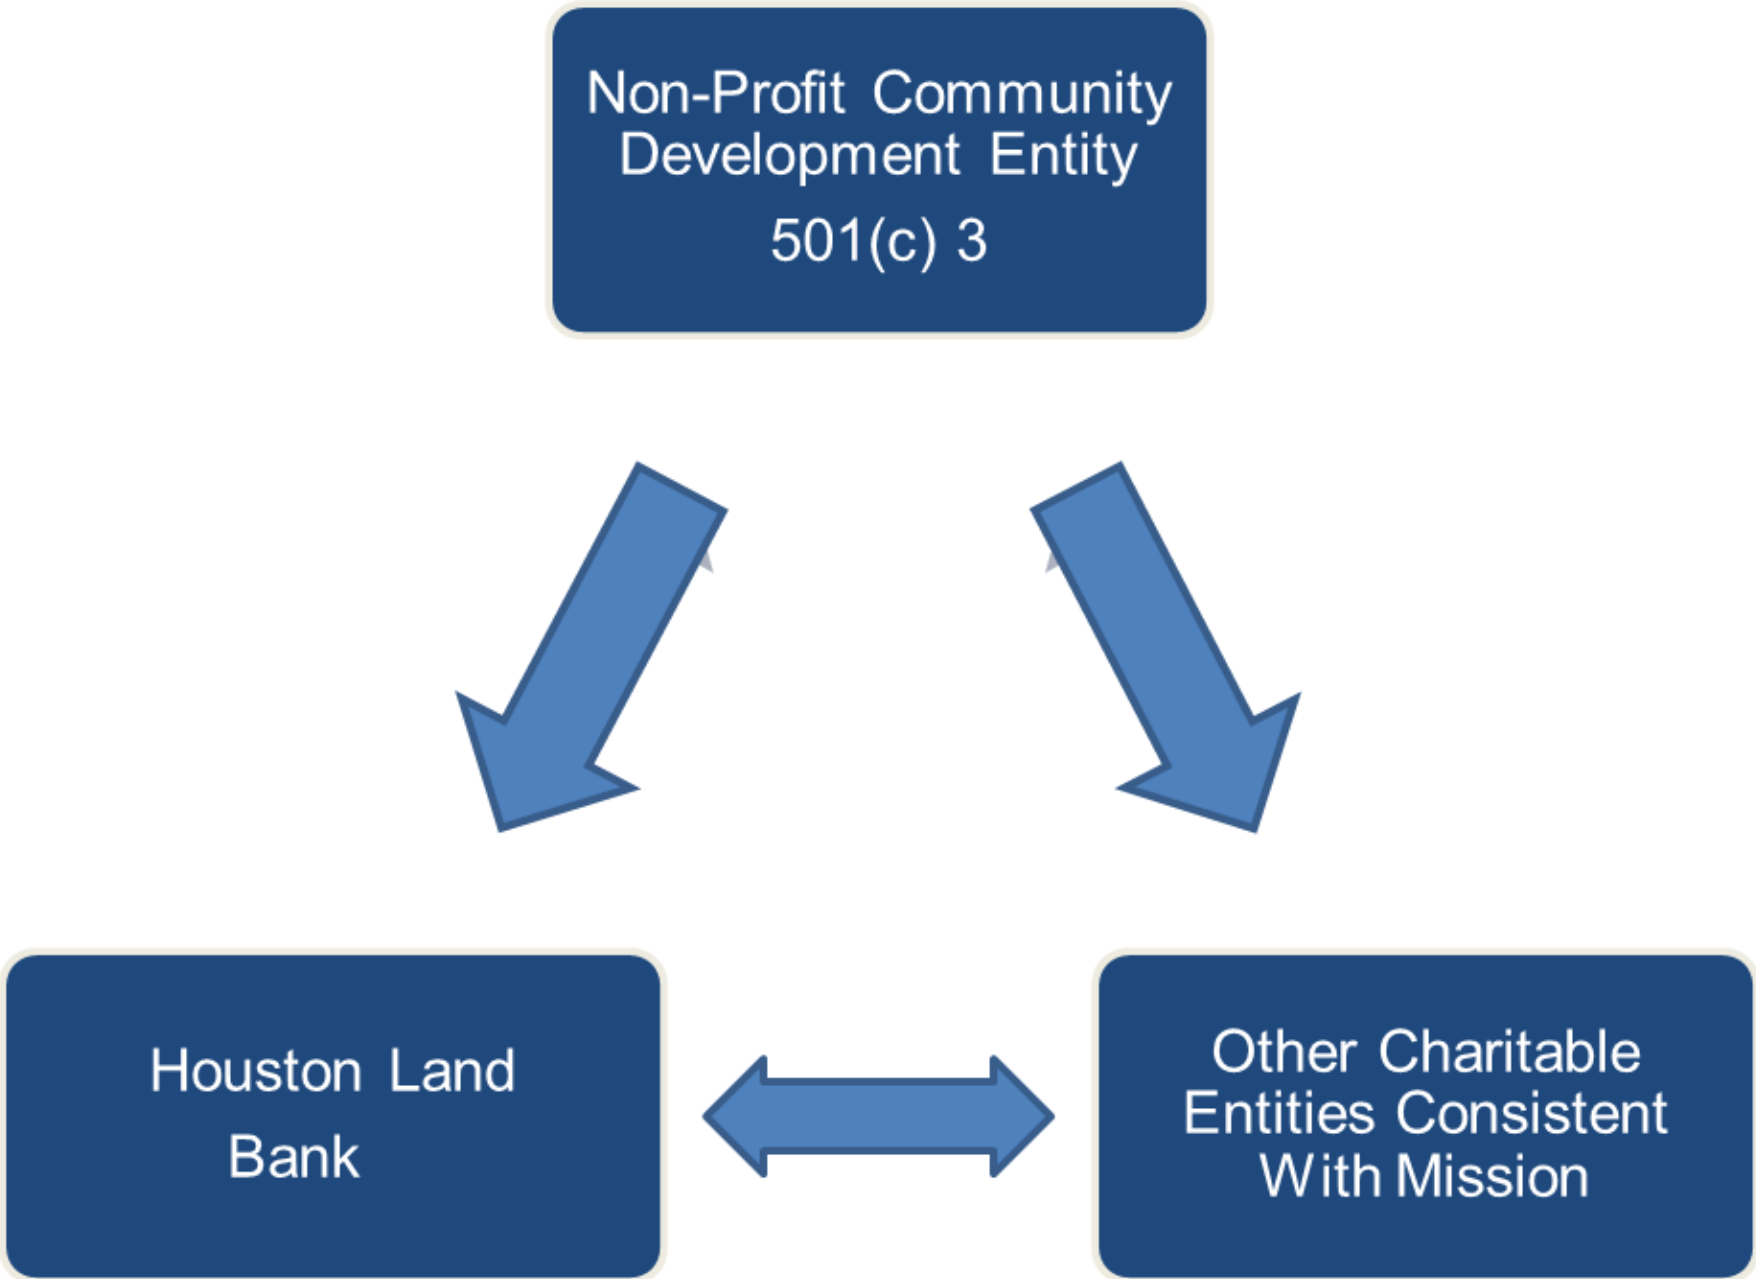 Non-Profit Community
Development Entity
501(c) 3
Houston Land
Bank
Other Charitable
Entities Consistent
With Mission